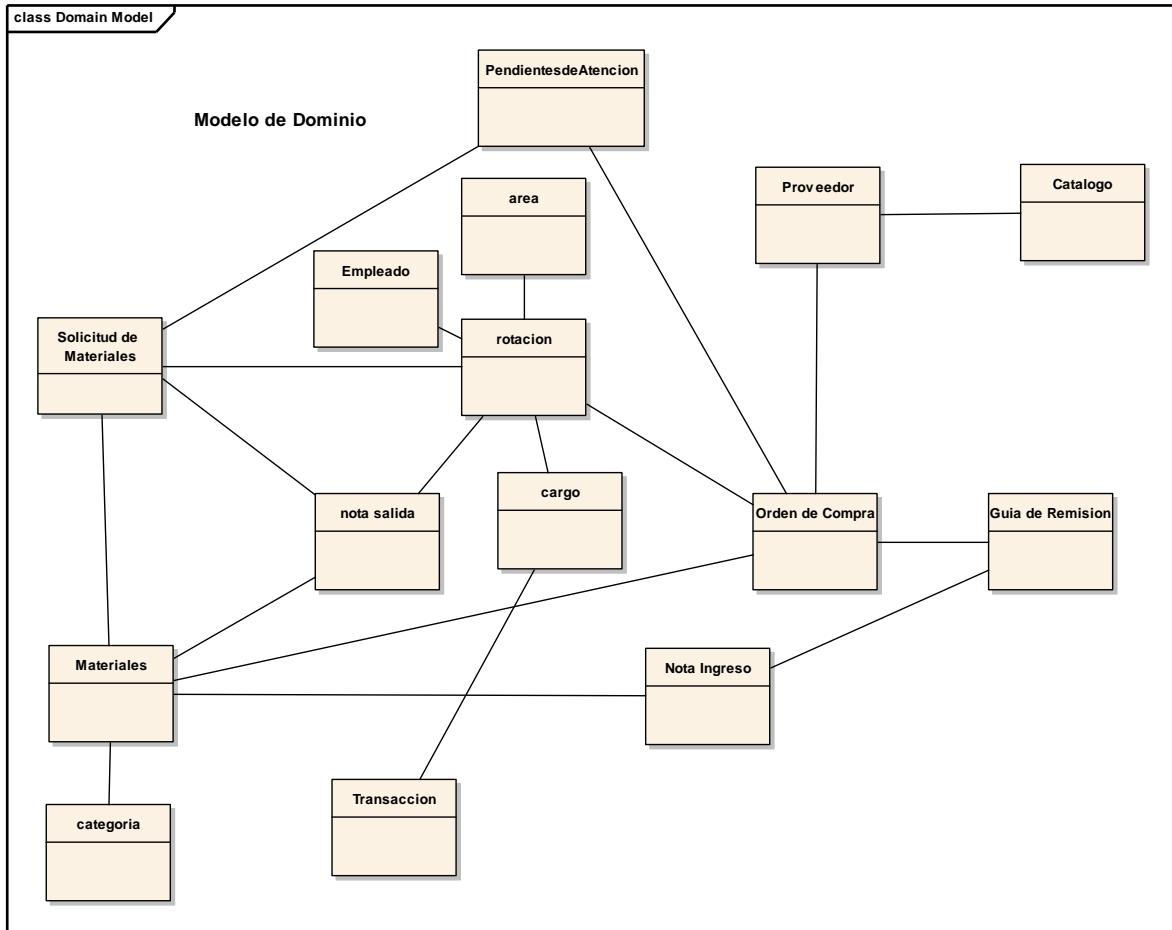 class Domain Model
PendientesdeAtencion
Modelo de Dominio
Proveedor
Catalogo
area
Empleado
Solicitud de
Materiales
rotacion
nota salida
cargo
Orden de Compra
Guia de Remision
Materiales
Nota Ingreso
Transaccion
categoria